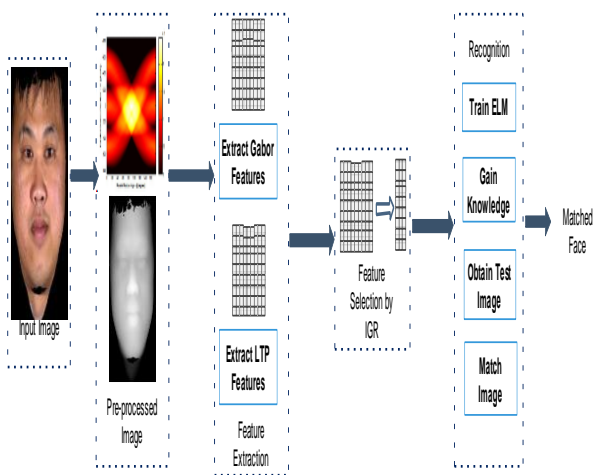 Input Image
Pre-processed
Image
Extract Gabor
Features
Extract LTP
Features
Feature
Extraction
Feature
Selection by
IGR
Recognition
Train ELM
Gain
Knowledge
Obtain Test
Image
Match
Image
Matched
Face